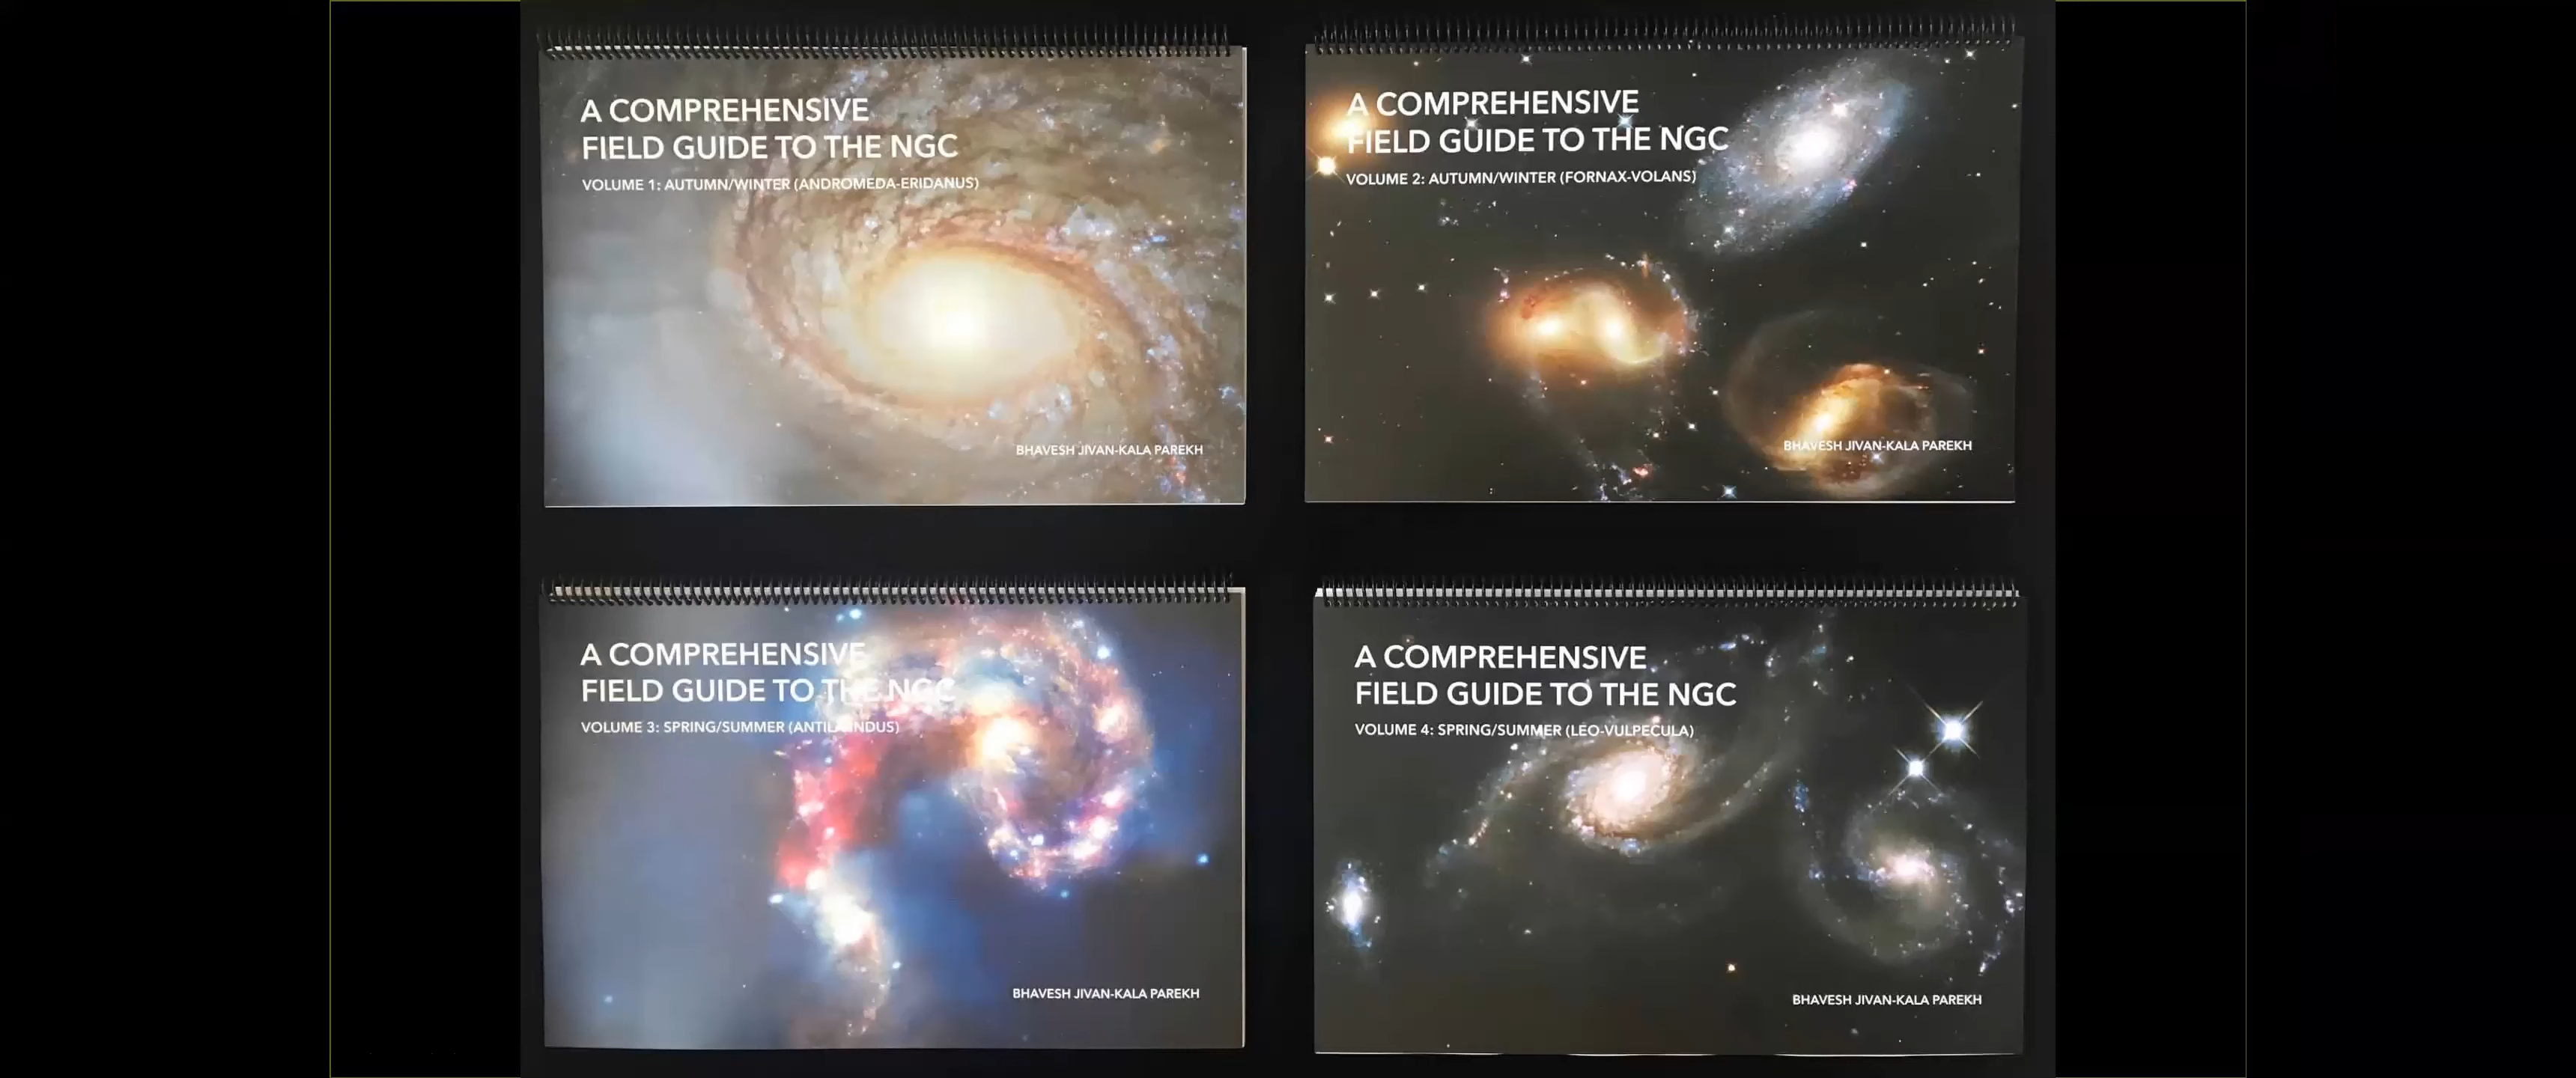 A COMPREHENSIVE
FIELD GUIDE TO THE NGC
VOLUME 1: AUTUMN/WINTER (ANDROMEDA-ERIDANUS)
BHAVESH JIVAN-KALA PAREKH
A COMPREHENSIVE
FIELD GUIDE TO THE NGC
VOLUME 2: AUTUMN/WINTER (FORNAX-VOLANS)
BHAVESH JIVAN-KALA PAREKH
A COMPREHENSIVE
FIELD GUIDE TO THE NGC
VOLUME 3: SPRING/SUMMER (ANTLIA-INDUS)
BHAVESH JIVAN-KALA PAREKH
A COMPREHENSIVE
FIELD GUIDE TO THE NGC
VOLUME 4: SPRING/SUMMER (LEO-VULPECULA)
BHAVESH JIVAN-KALA PAREKH